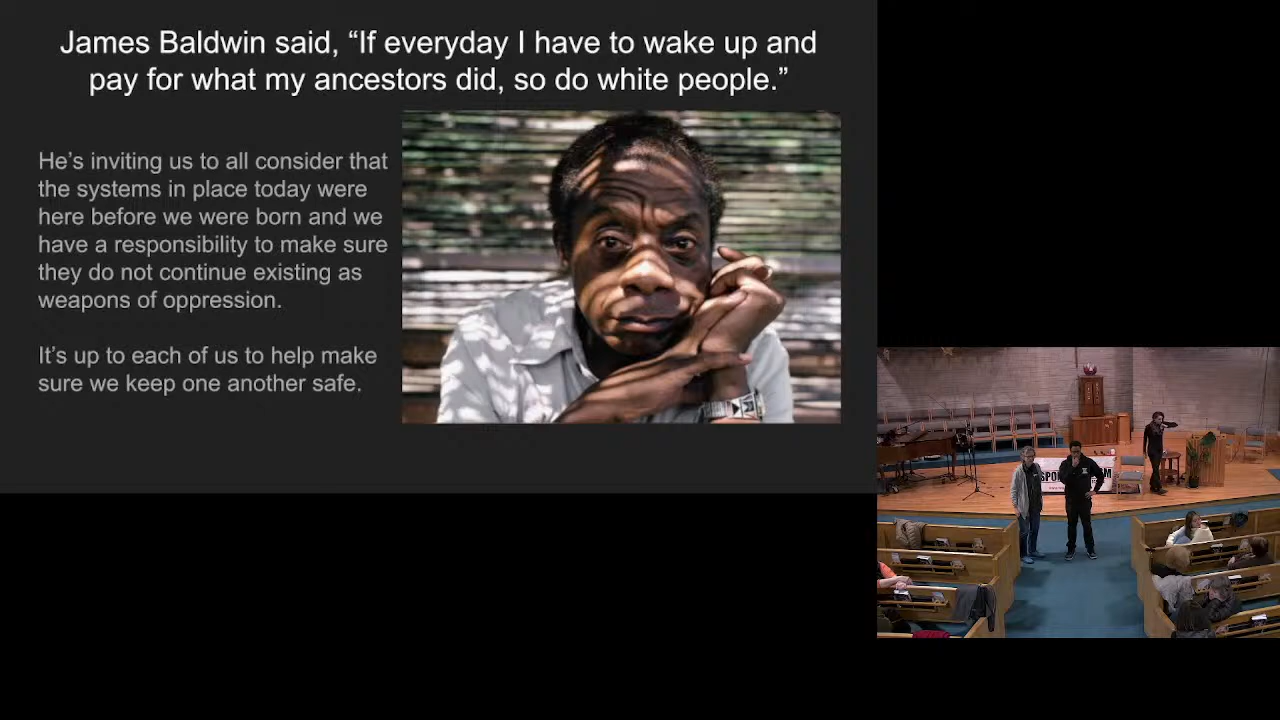 James Baldwin said, “If everyday I have to wake up and
pay for what my ancestors did, so do white people.”
He’s inviting us to all consider that
the systems in place today were
here before we were born and we
have a responsibility to make sure
they do not continue existing as
weapons of oppression.
It’s up to each of us to help make
sure we keep one another safe.